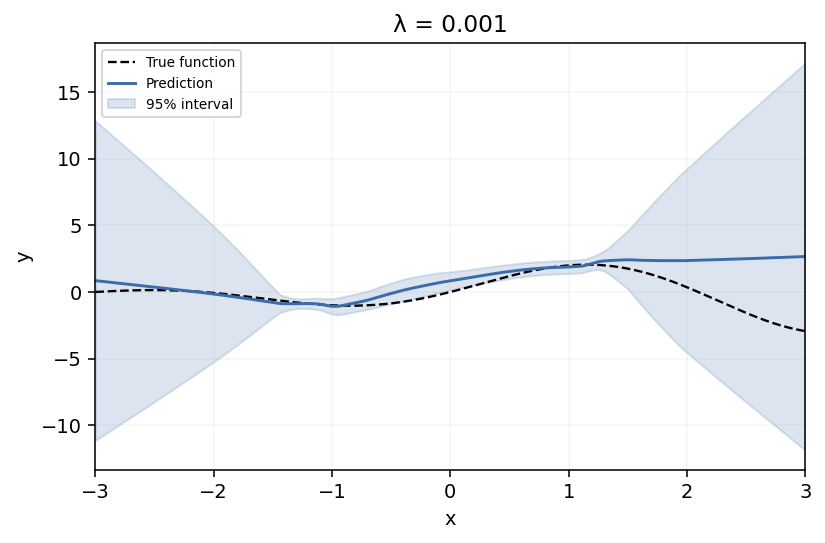 λ = 0.001
True function
Prediction
95% interval
15
10
5
0
−5
−10
y
−3 −2 −1 0 1 2 3
x